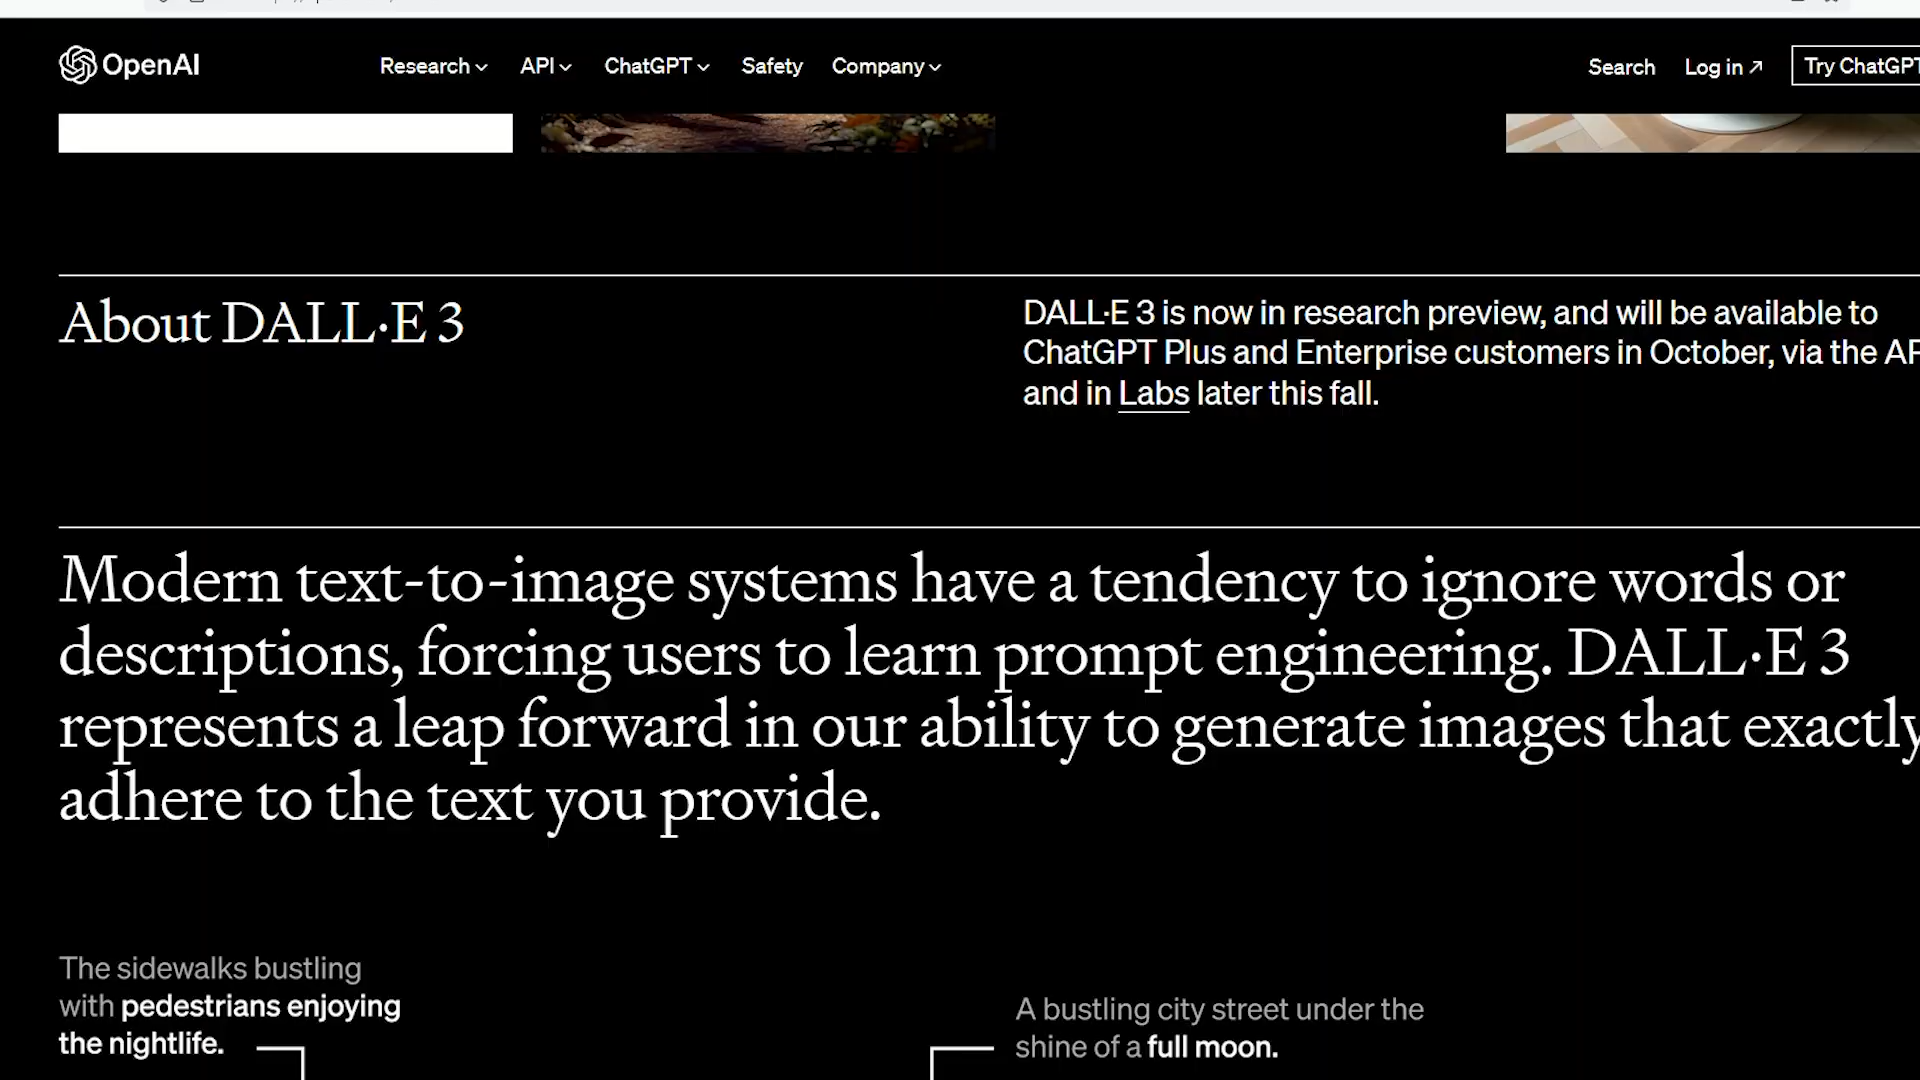 OpenAI
Research
API
ChatGPT
Safety
Company
Search
Log in
Try ChatGPT
About DALL·E 3
DALL·E 3 is now in research preview, and will be available to
ChatGPT Plus and Enterprise customers in October, via the
and in Labs later this fall.
Modern text-to-image systems have a tendency to ignore words or
descriptions, forcing users to learn prompt engineering. DALL·E 3
represents a leap forward in our ability to generate images that exactly
adhere to the text you provide.
The sidewalks bustling
with pedestrians enjoying
the nightlife.
A bustling city street under the
shine of a full moon.